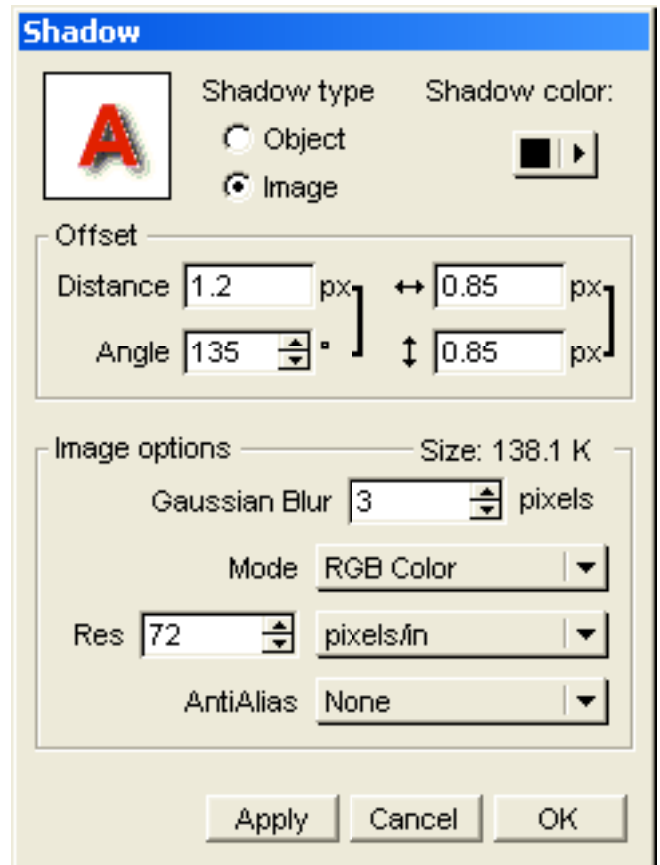 Shadow
A
Shadow type
Shadow color:
Object
Image
Offset
Distance 1.2 px ↔ 0.85 px
Angle 135 ° ↕ 0.85 px
Image options Size: 138.1 K
Gaussian Blur 3 pixels
Mode RGB Color
Res 72 pixels/in
AntiAlias None
Apply Cancel OK